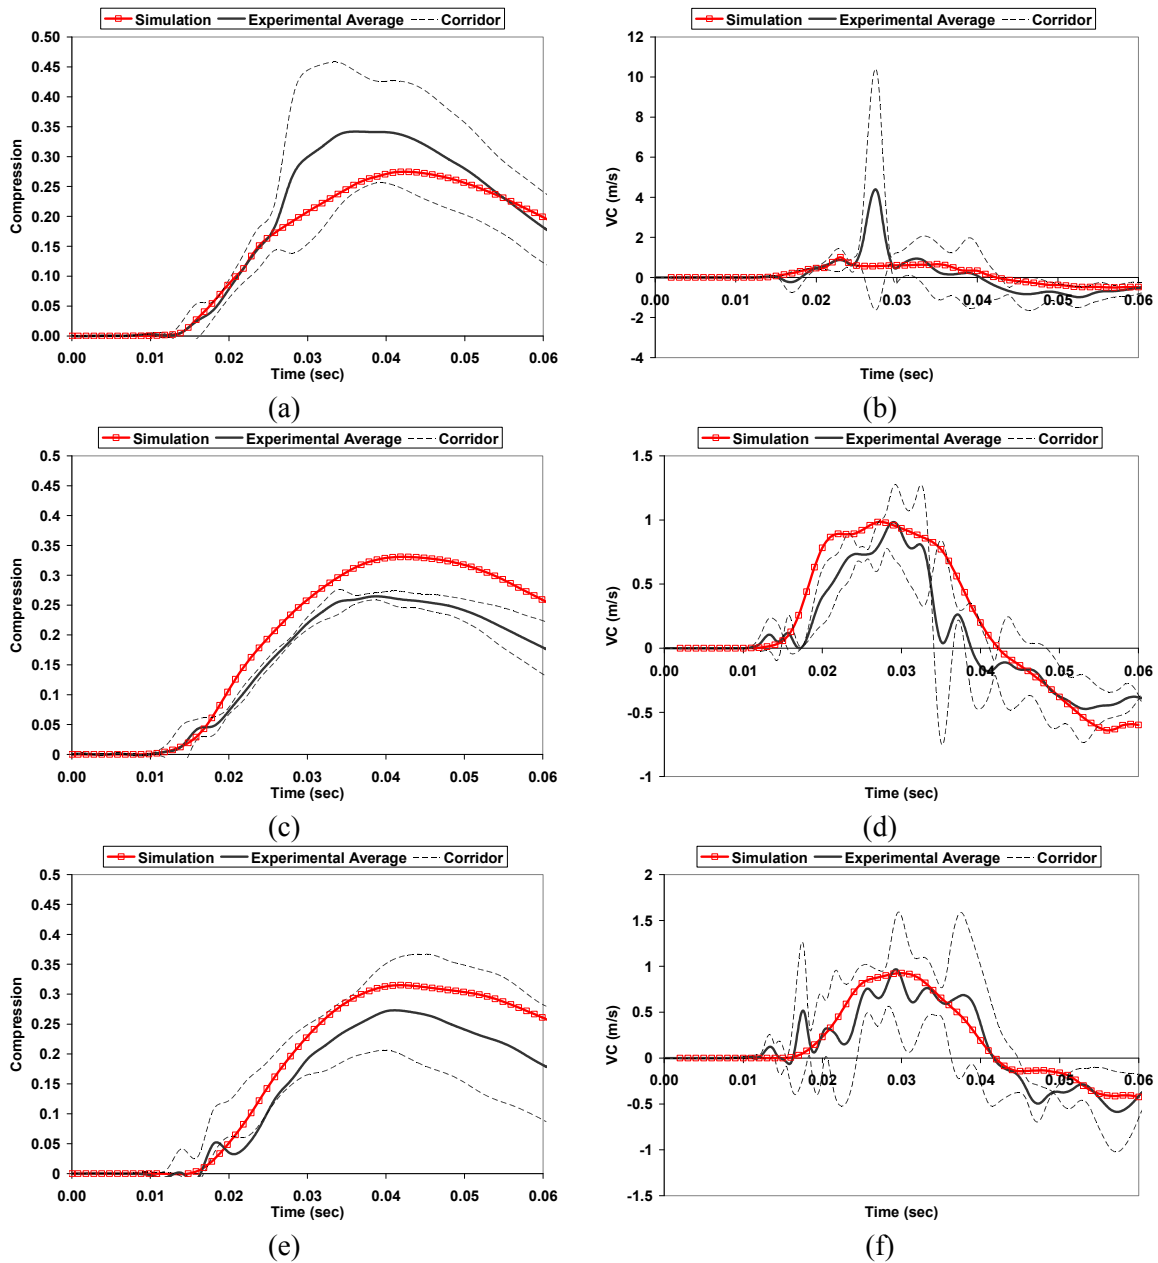 Simulation Experimental Average Corridor
0.50
0.45
0.40
0.35
0.30
0.25
0.20
0.15
0.10
0.05
0.00
Compression
0.00 0.01 0.02 0.03 0.04 0.05 0.06
Time (sec)
(a)
Simulation Experimental Average Corridor
12
10
8
6
4
2
0
-2
-4
VC (m/s)
0.00 0.01 0.02 0.03 0.04 0.05 0.06
Time (sec)
(b)
Simulation Experimental Average Corridor
0.5
0.45
0.4
0.35
0.3
0.25
0.2
0.15
0.1
0.05
0
Compression
0.00 0.01 0.02 0.03 0.04 0.05 0.06
Time (sec)
(c)
Simulation Experimental Average Corridor
1.5
1
0.5
0
-0.5
-1
VC (m/s)
0.00 0.01 0.02 0.03 0.04 0.05 0.06
Time (sec)
(d)
Simulation Experimental Average Corridor
0.5
0.45
0.4
0.35
0.3
0.25
0.2
0.15
0.1
0.05
0
Compression
0.00 0.01 0.02 0.03 0.04 0.05 0.06
Time (sec)
(e)
Simulation Experimental Average Corridor
2
1.5
1
0.5
0
-0.5
-1
-1.5
VC (m/s)
0.00 0.01 0.02 0.03 0.04 0.05 0.06
Time (sec)
(f)